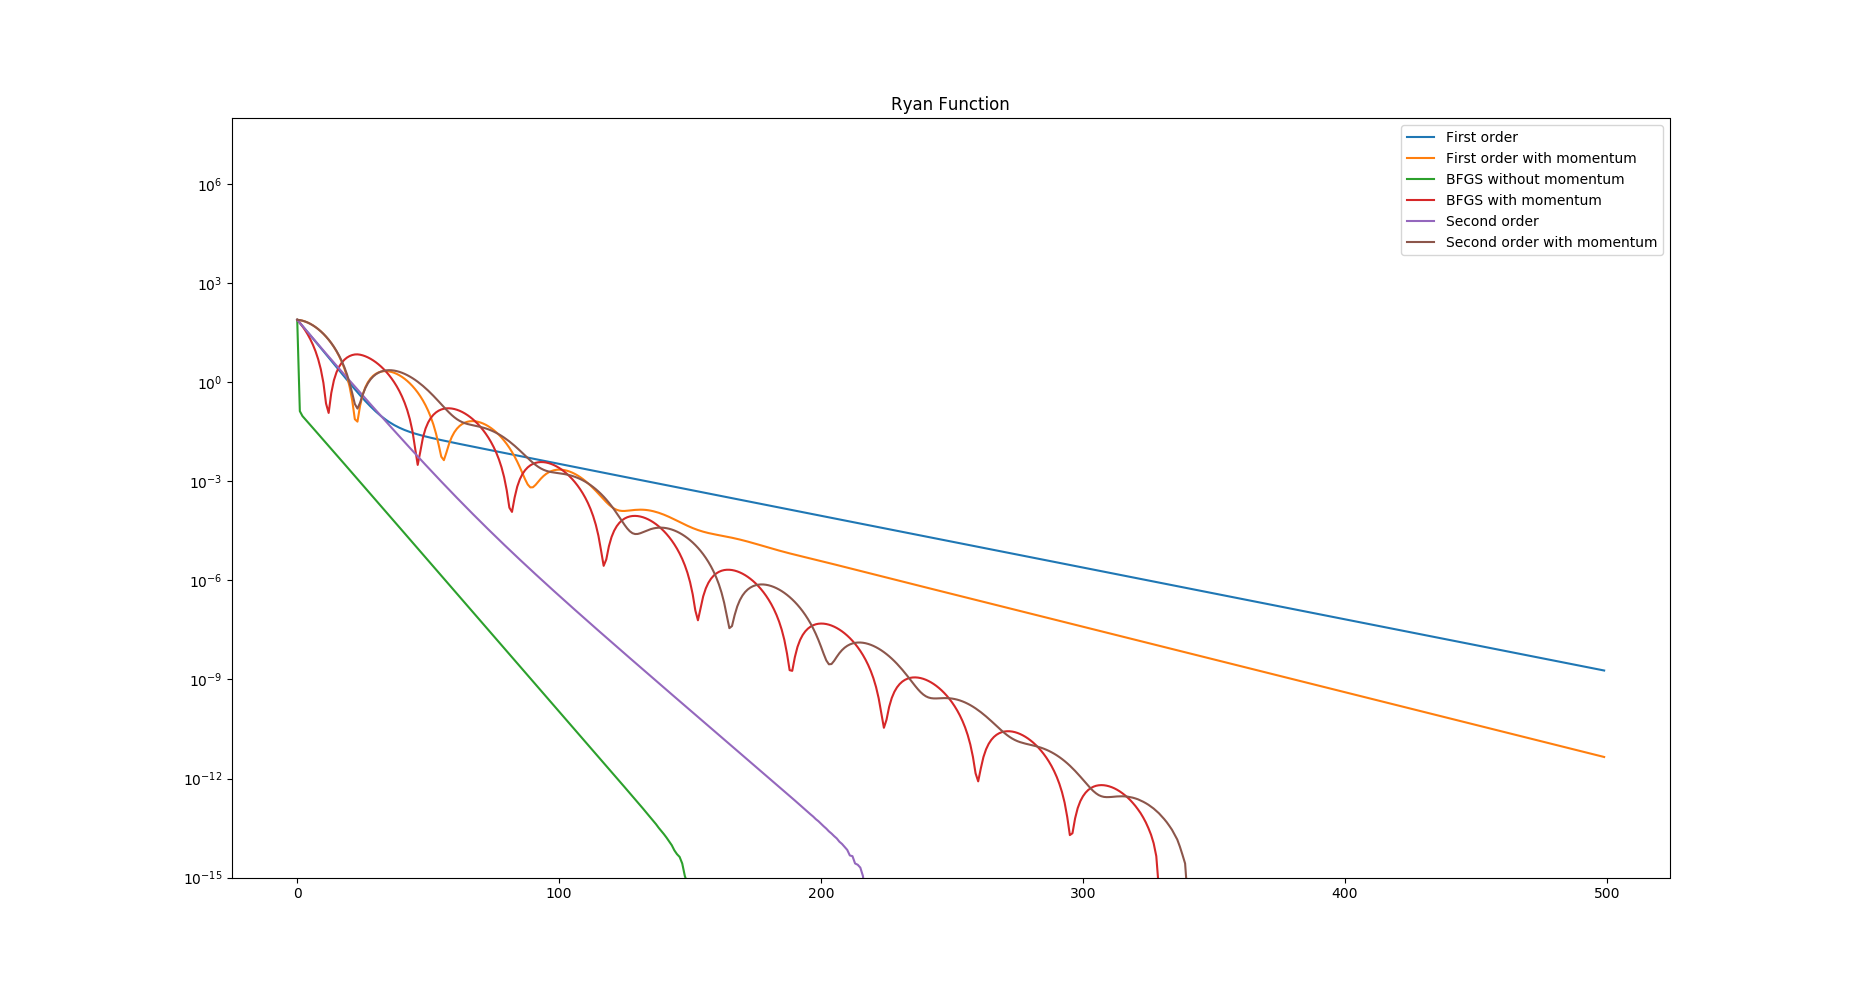 Ryan Function
First order
First order with momentum
BFGS without momentum
BFGS with momentum
Second order
Second order with momentum
10^6
10^3
10^0
10^−3
10^−6
10^−9
10^−12
10^−15
0 100 200 300 400 500